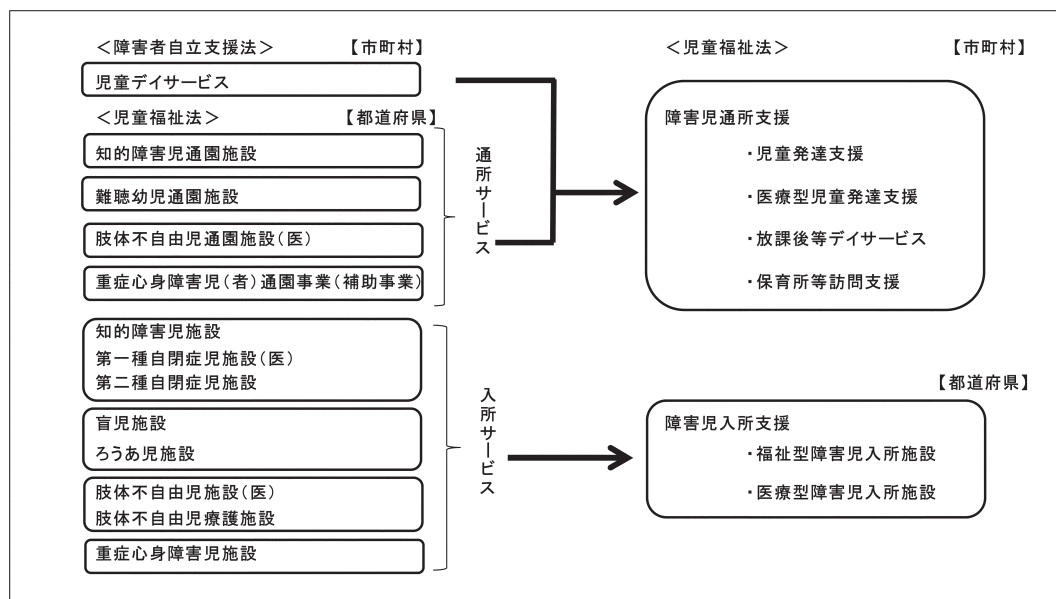 ＜障害者自立支援法＞ 【市町村】
児童デイサービス
＜児童福祉法＞ 【都道府県】
知的障害児通園施設
難聴幼児通園施設
肢体不自由児通園施設(医)
重症心身障害児(者)通園事業(補助事業)
通所サービス
知的障害児施設
第一種自閉症児施設(医)
第二種自閉症児施設
盲児施設
ろうあ児施設
肢体不自由児施設(医)
肢体不自由児療護施設
重症心身障害児施設
入所サービス
＜児童福祉法＞ 【市町村】
障害児通所支援
・児童発達支援
・医療型児童発達支援
・放課後等デイサービス
・保育所等訪問支援
【都道府県】
障害児入所支援
・福祉型障害児入所施設
・医療型障害児入所施設